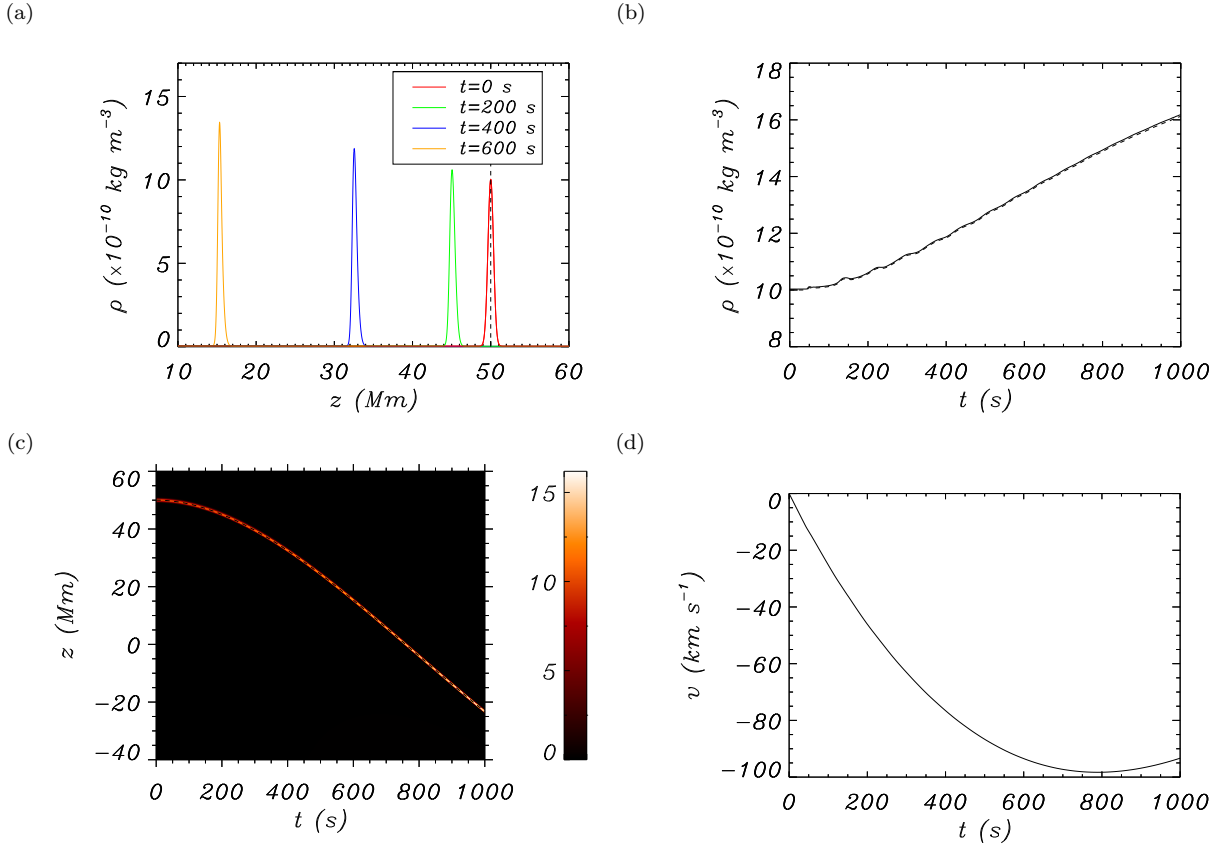 (a)
(b)
t=0 s
t=200 s
t=400 s
t=600 s
ρ (×10⁻¹⁰ kg m⁻³)
15
10
5
0
10 20 30 40 50 60
z (Mm)
ρ (×10⁻¹⁰ kg m⁻³)
18
16
14
12
10
8
0 200 400 600 800 1000
t (s)
(c)
(d)
z (Mm)
60
40
20
0
−20
−40
0 200 400 600 800 1000
t (s)
15
10
5
0
v (km s⁻¹)
0
−20
−40
−60
−80
−100
0 200 400 600 800 1000
t (s)